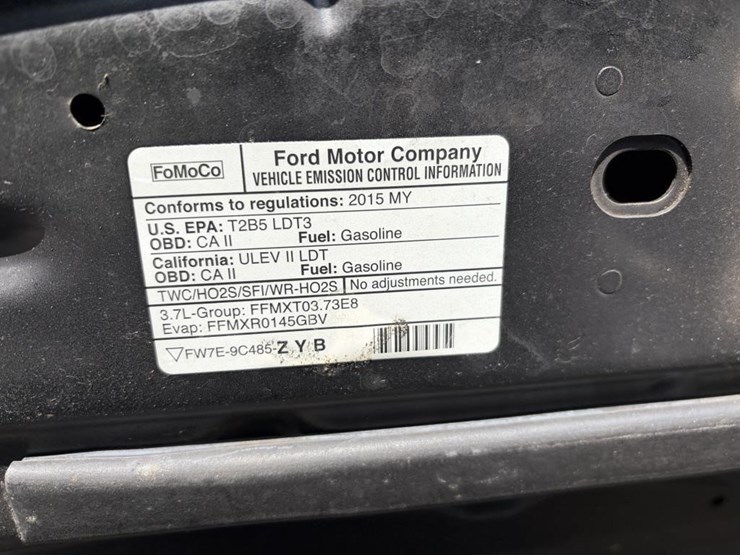 FoMoCo
Ford Motor Company
VEHICLE EMISSION CONTROL INFORMATION
Conforms to regulations: 2015 MY
U.S. EPA: T2B5 LDT3
OBD: CA II Fuel: Gasoline
California: ULEV II LDT
OBD: CA II Fuel: Gasoline
TWC/HO2S/SFI/WR-HO2S No adjustments needed.
3.7L-Group: FFMXT03.73E8
Evap: FFMXR0145GBV
▽FW7E-9C485-Z Y B